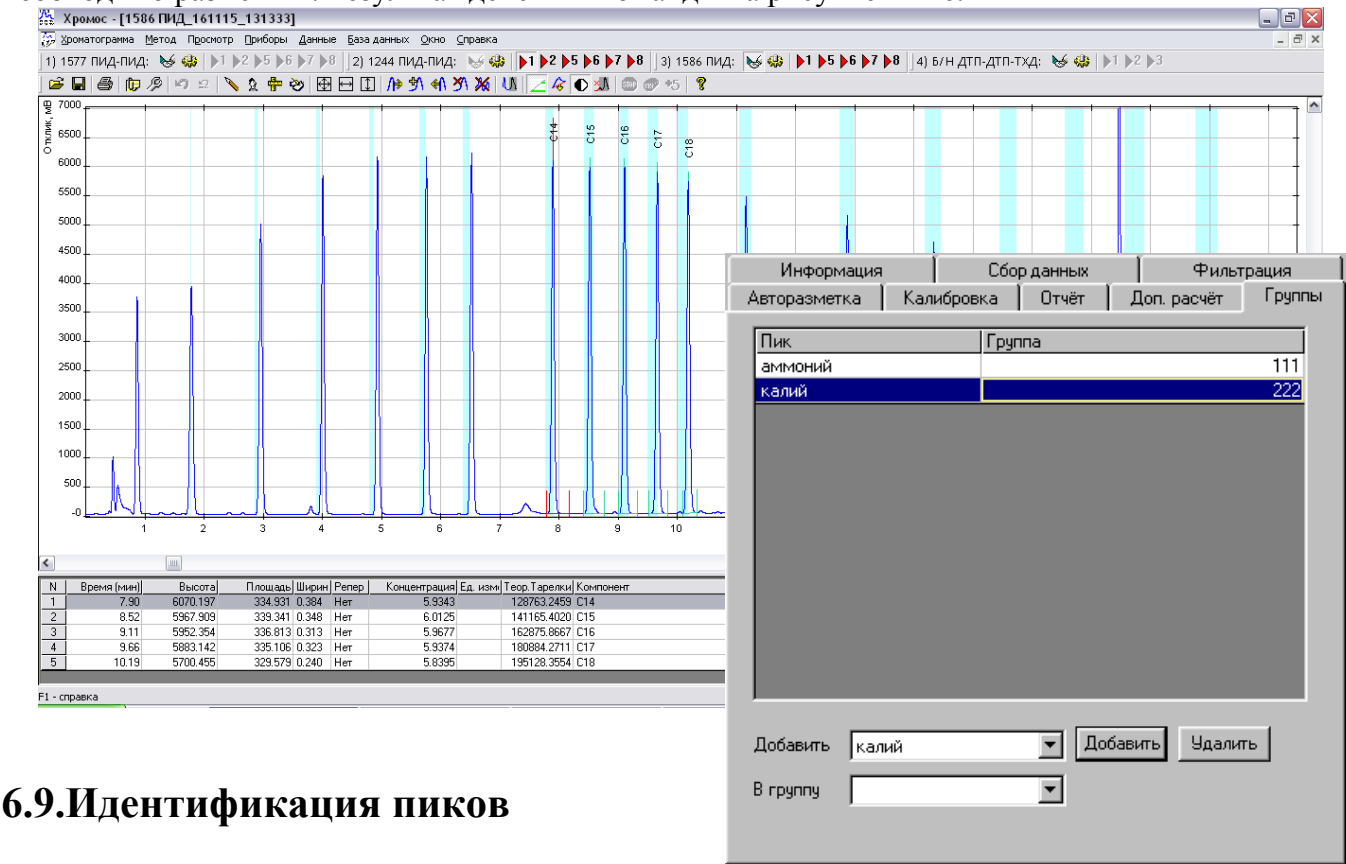 Хромос - [1586 ПИД_161115_131333]
Хроматограмма Метод Просмотр Приборы Данные База данных Окно Справка
1) 1577 ПИД-ПИД: 1 2 5 6 7 8 2) 1244 ПИД-ПИД: 1 2 5 6 7 8 3) 1586 ПИД: 1 5 6 7 8 4) Б/Н ДТП-ДТП-ТХД: 1 2 3
Отклик, мВ
7000
6500
6000
5500
5000
4500
4000
3500
3000
2500
2000
1500
1000
500
-0
C14 C15 C16 C17 C18
1 2 3 4 5 6 7 8 9 10
N Время (мин) Высота Площадь Ширин Репер Концентрация Ед. изм Теор.Тарелки Компонент
1 7.90 6070.197 334.931 0.384 Нет 5.9343 128763.2459 C14
2 8.52 5967.909 339.341 0.348 Нет 6.0125 141165.4020 C15
3 9.11 5952.354 336.813 0.313 Нет 5.9677 162875.8667 C16
4 9.66 5883.142 335.106 0.323 Нет 5.9374 180884.2711 C17
5 10.19 5700.455 329.579 0.240 Нет 5.8395 195128.3554 C18
F1 - справка
Информация Сбор данных Фильтрация
Авторазметка Калибровка Отчёт Доп. расчёт Группы
Пик Группа
аммоний 111
калий 222
Добавить калий Добавить Удалить
В группу
6.9.Идентификация пиков